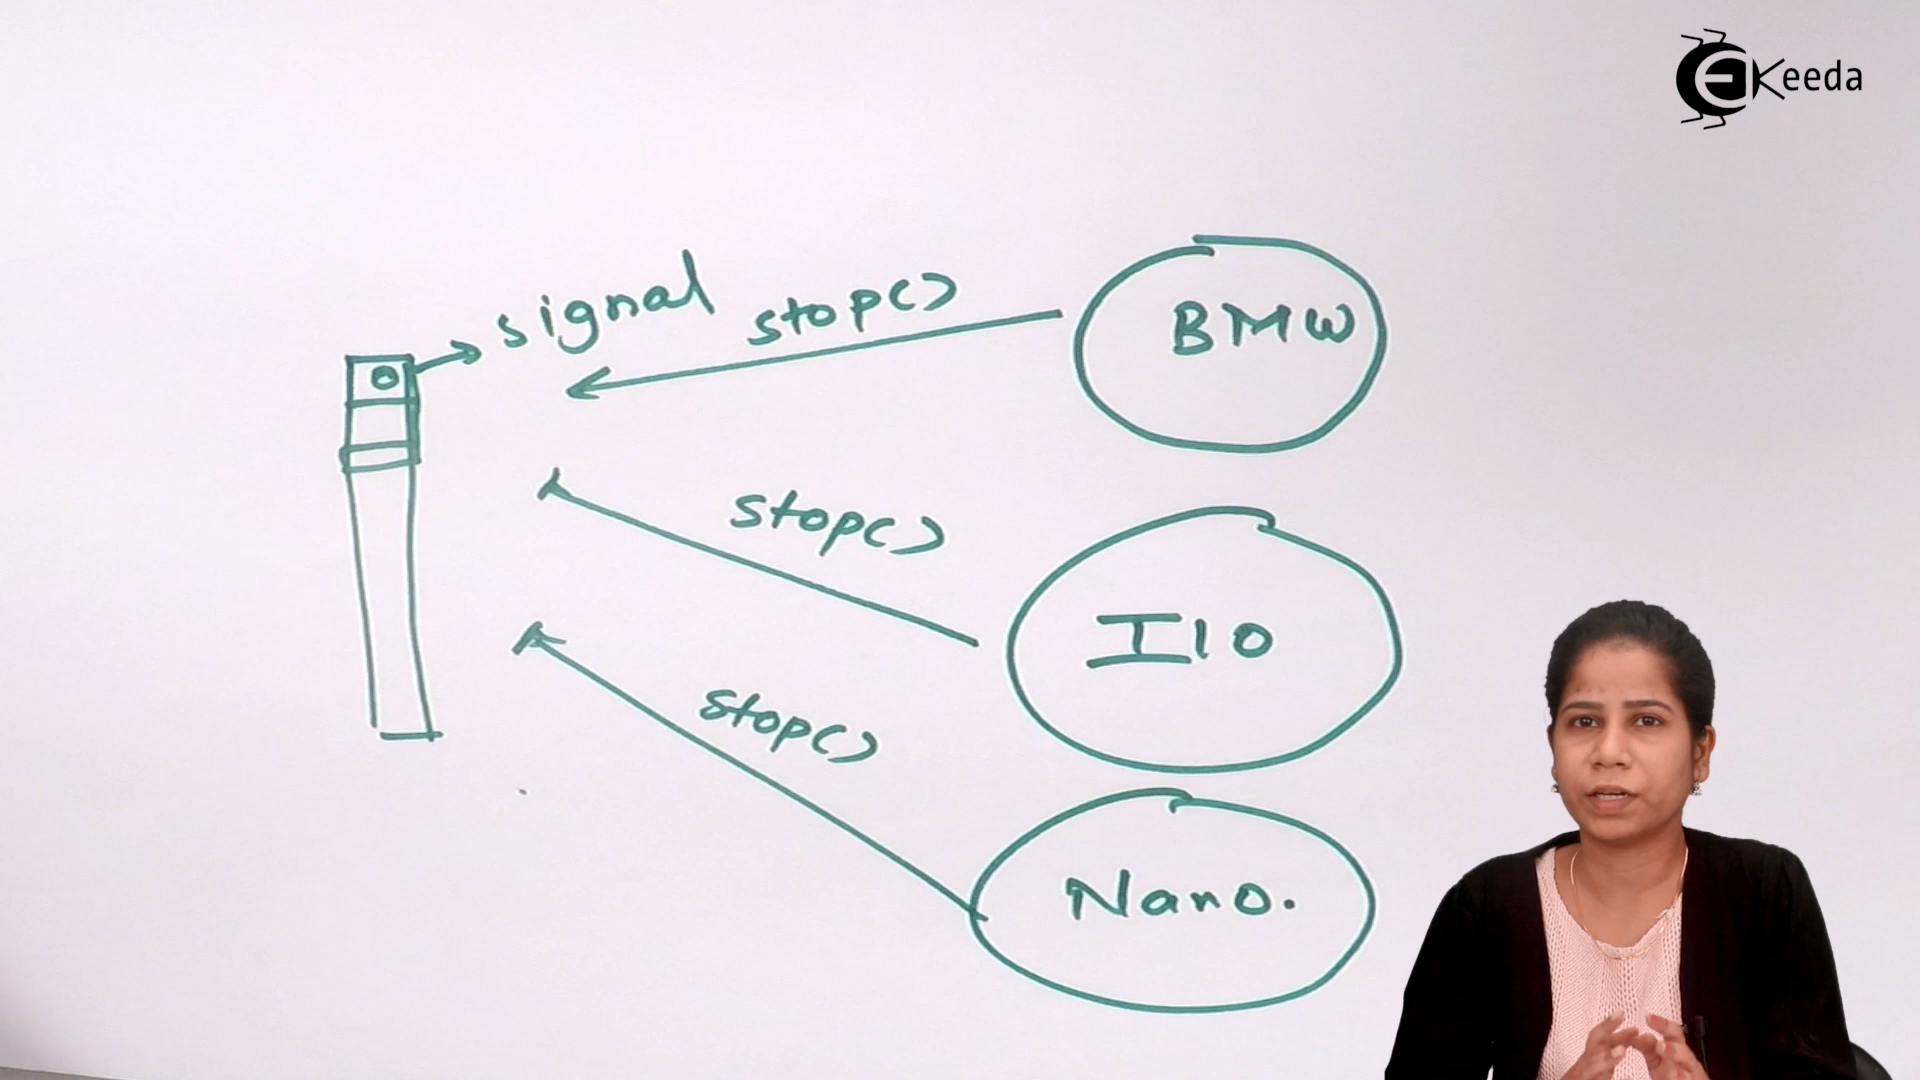 EKeeda
signal
stop()
BMW
stop()
I10
stop()
Nano.